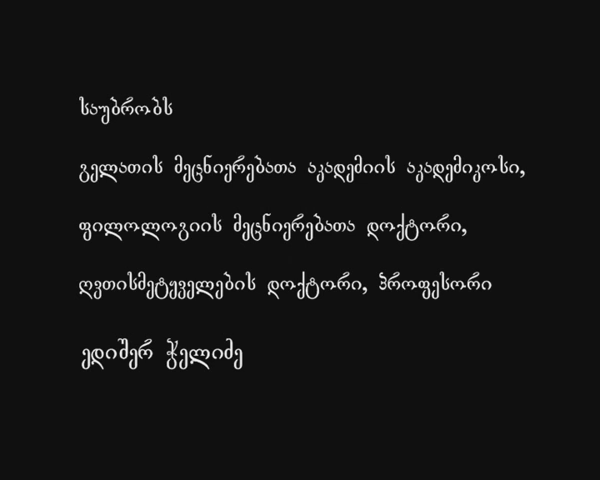 საუბრობს
გელათის მეცნიერებათა აკადემიის აკადემიკოსი,
ფილოლოგიის მეცნიერებათა დოქტორი,
ღვთისმეტყველების დოქტორი, პროფესორი
ედიშერ ჭელიძე